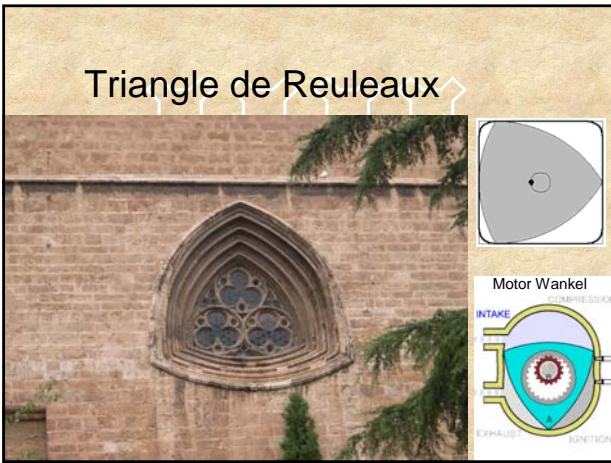 Triangle de Reuleaux
Motor Wankel
COMPRESSION
INTAKE
A
EXHAUST
IGNITION